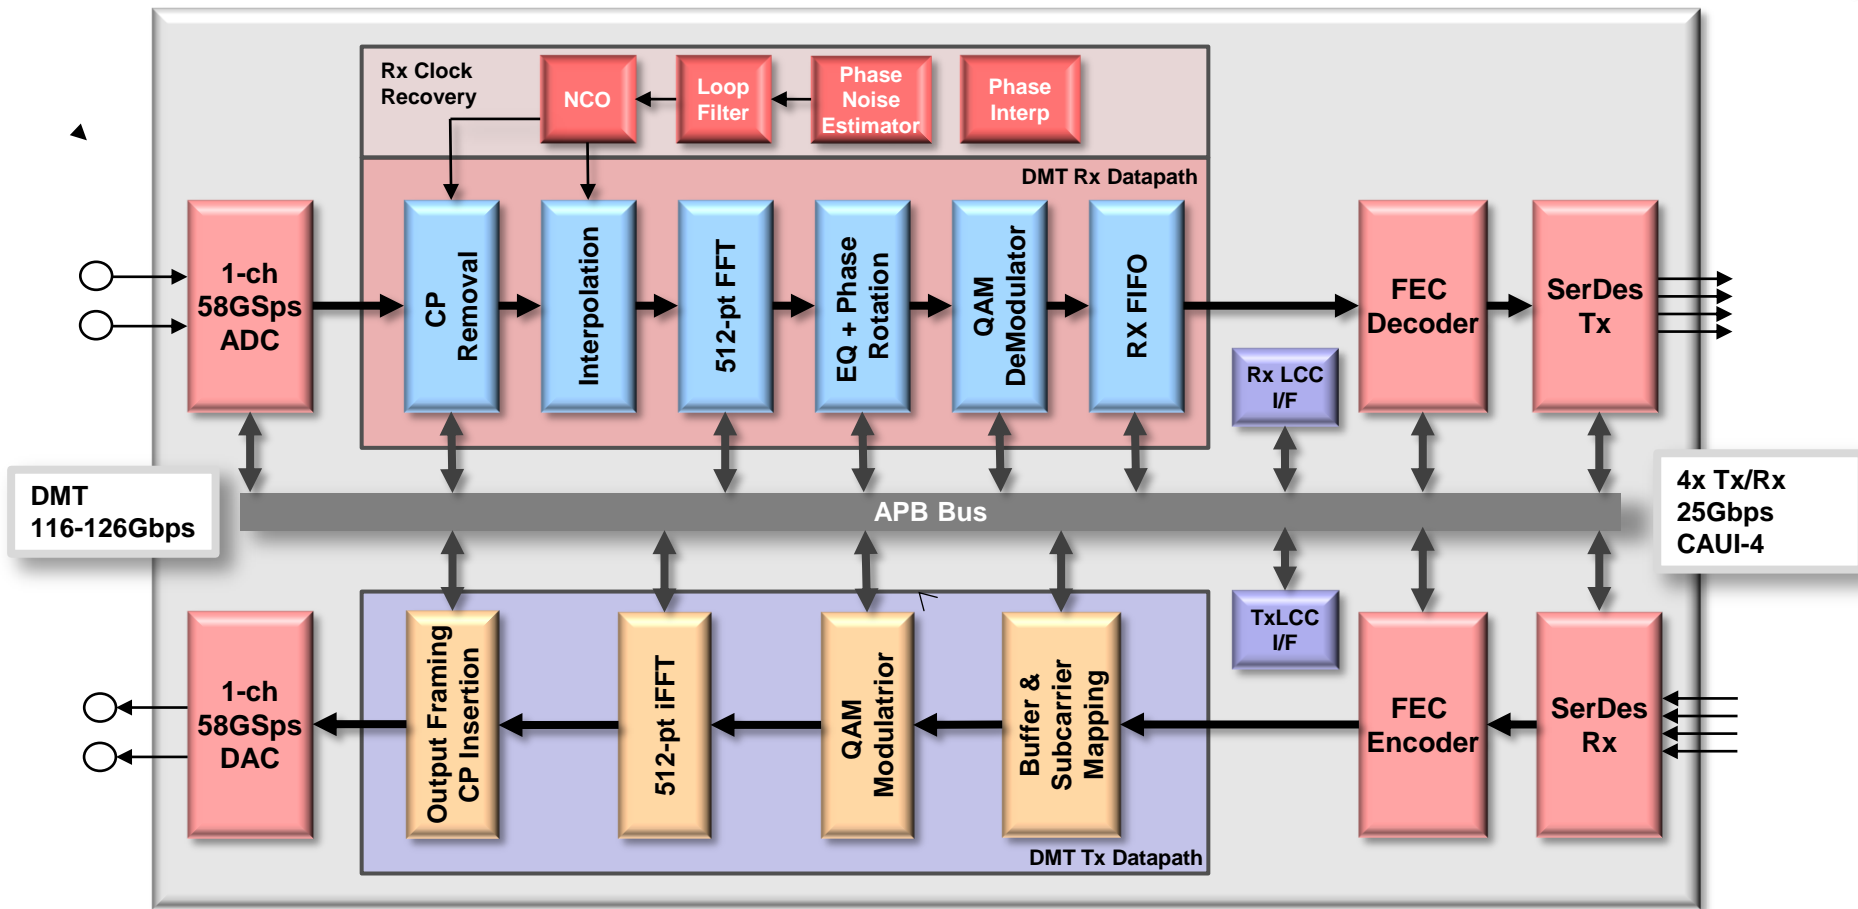 Rx Clock
Recovery
NCO
Loop
Filter
Phase
Noise
Estimator
Phase
Interp
DMT Rx Datapath
1-ch
58GSps
ADC
CP
Removal
Interpolation
512-pt FFT
EQ + Phase
Rotation
QAM
DeModulator
RX FIFO
FEC
Decoder
SerDes
Tx
Rx LCC
I/F
DMT
116-126Gbps
APB Bus
4x Tx/Rx
25Gbps
CAUI-4
TxLCC
I/F
1-ch
58GSps
DAC
Output Framing
CP Insertion
512-pt iFFT
QAM
Modulatrior
Buffer &
Subcarrier
Mapping
FEC
Encoder
SerDes
Rx
DMT Tx Datapath